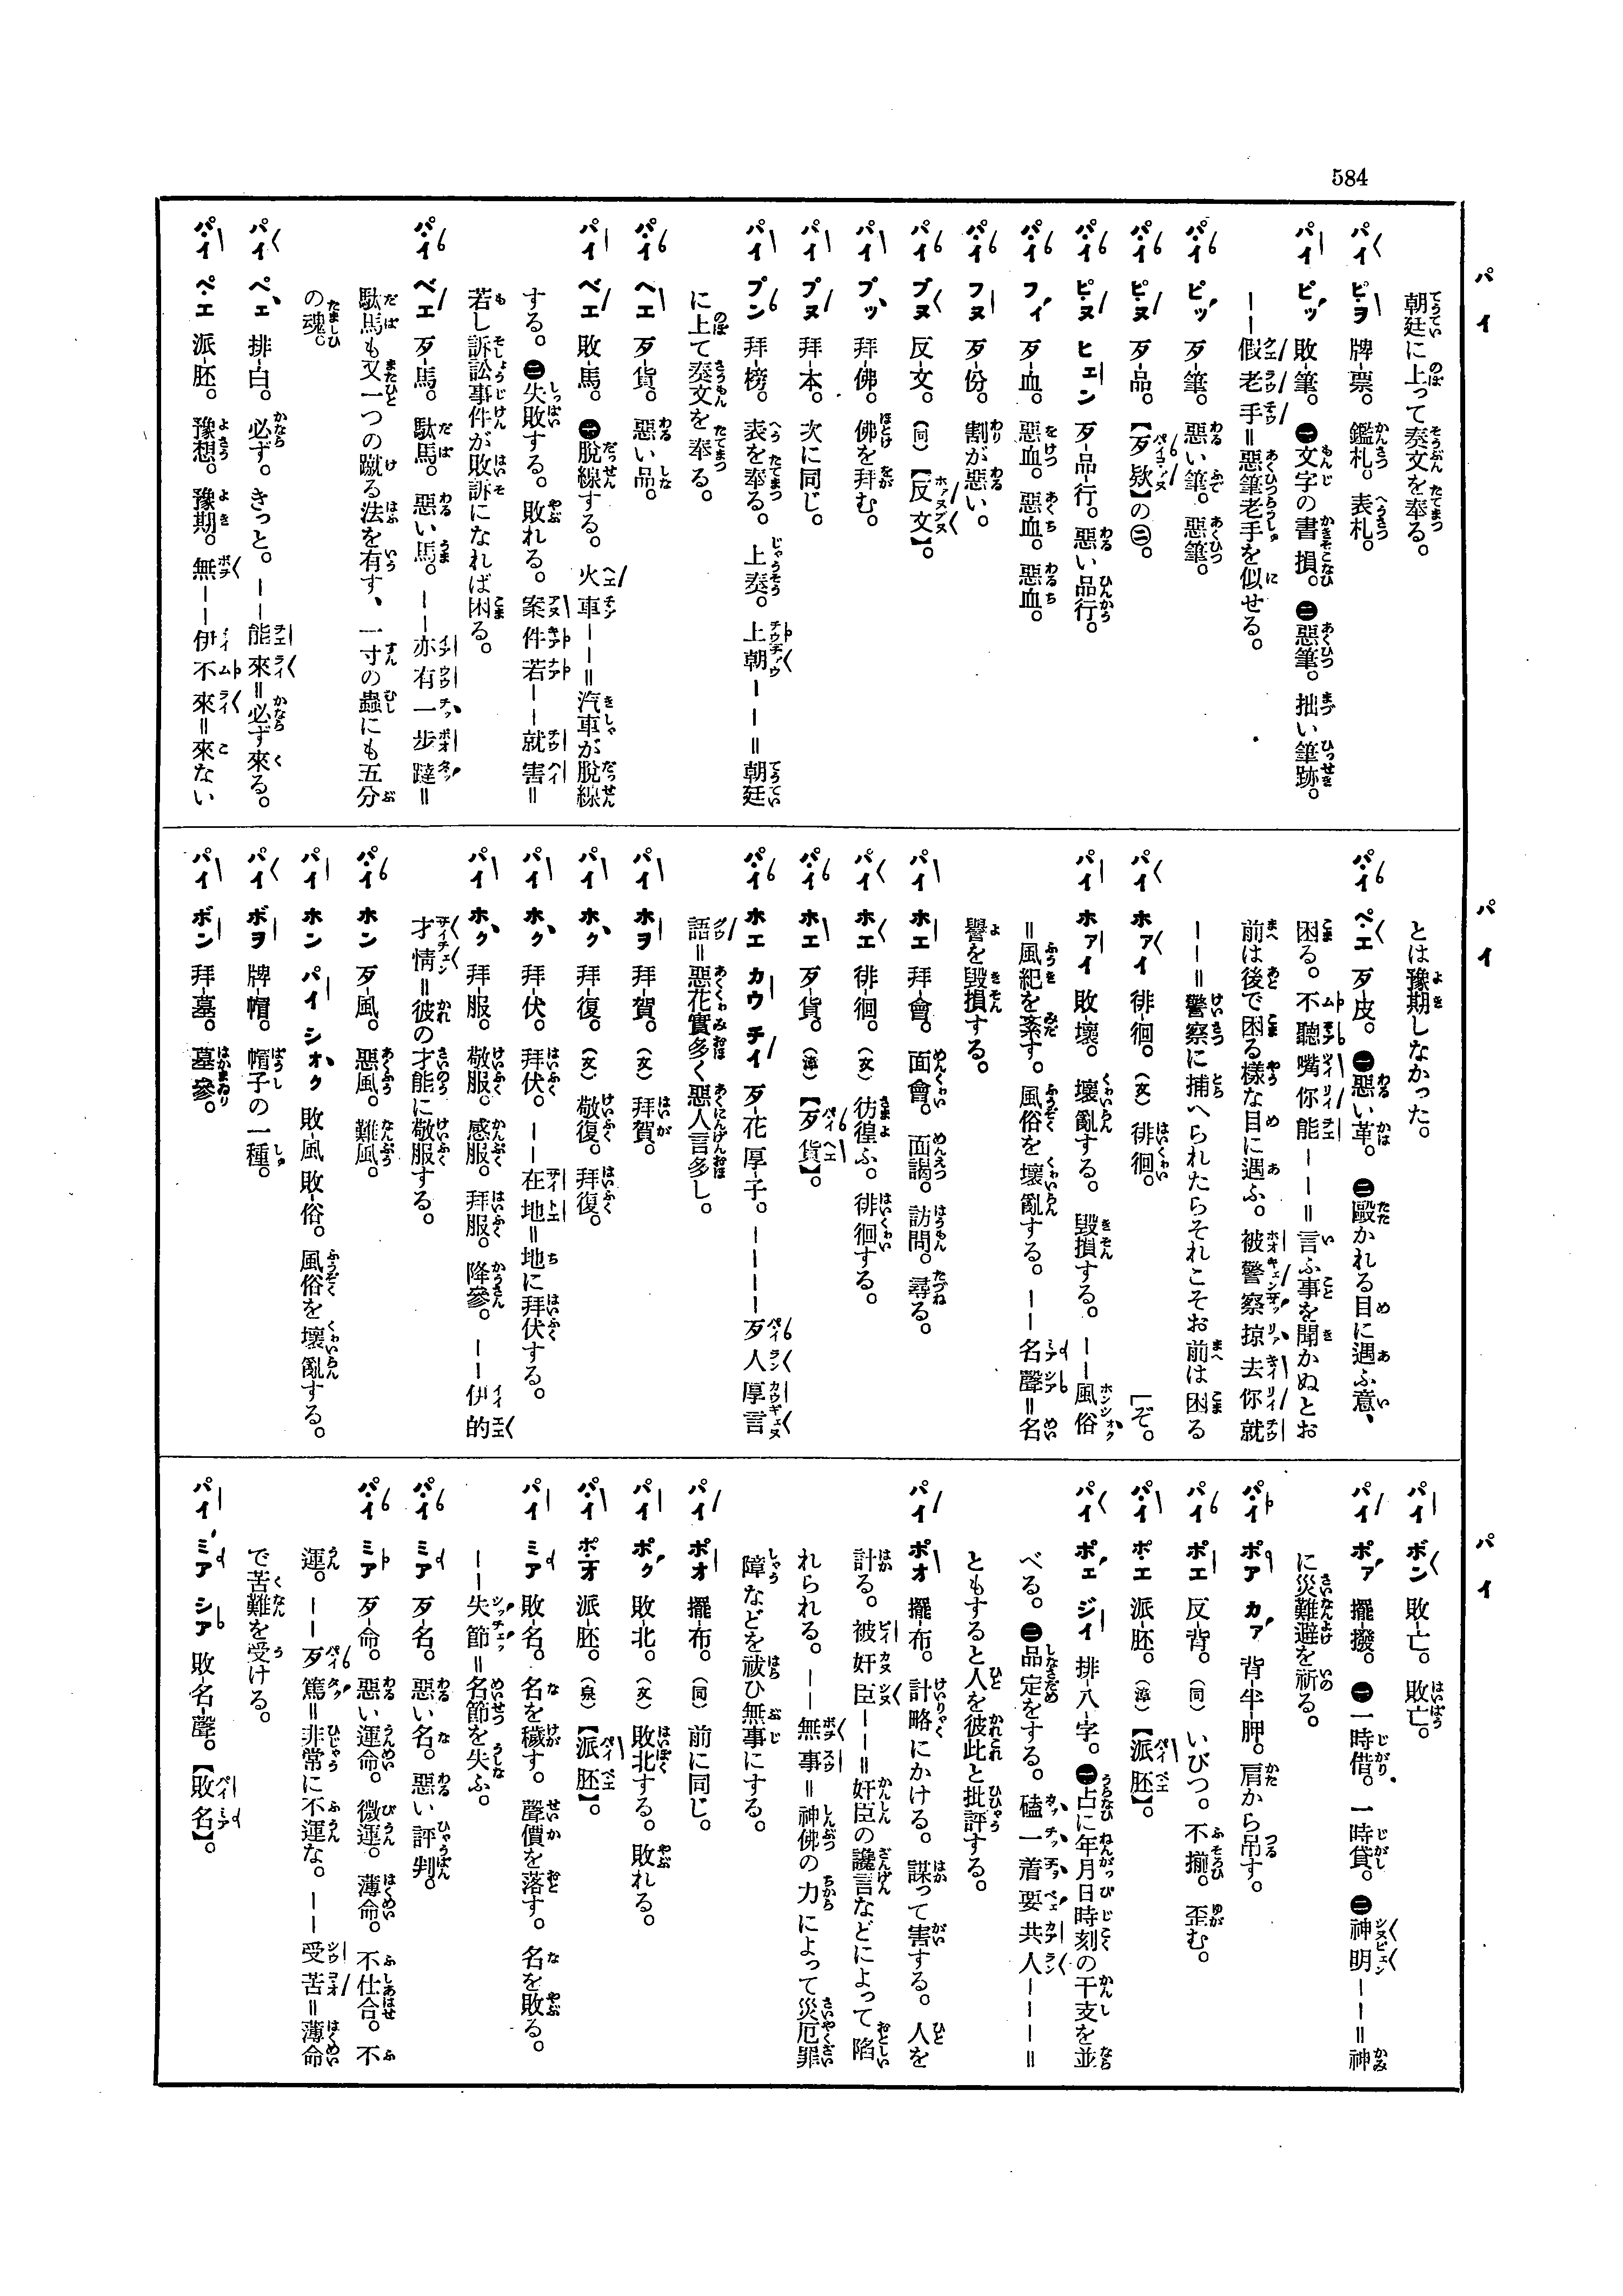 584
パイ
朝廷に上って奏文を奉る。
パイ ピヲ 牌-票。 鑑札。表札。
パイ ピッ 敗-筆。 ㊀文字の書損。 ㊁惡筆。拙い筆跡。
――假老手＝惡筆老手を似せる。
パイ ピッ 歹-筆。 惡い筆。惡筆。
パイ ピヌ 歹-品。 【歹欵】の㊁。
パイ ピヌ ヒェン 歹-品-行。 惡い品行。
パイ フイ 歹-血。 惡血。惡血。惡血。
パイ フヌ 歹-份。 割が惡い。
パイ ブヌ 反-文。 （同）【反文】。
パイ プッ 拜-佛。 佛を拜む。
パイ プヌ 拜-本。 次に同じ。
パイ プン 拜-榜。 表を奉る。上奏。上朝――＝朝廷
に上て奏文を奉る。
パイ ヘエ 歹-貨。 惡い品。
パイ ベエ 敗-馬。 ㊀脫線する。火車――＝汽車が脫線
する。㊁失敗する。敗れる。案件若――就害＝
若し訴訟事件が敗訴になれば困る。
パイ ベエ 歹-馬。 駄馬。惡い馬。――亦有一步躂＝
駄馬も又一つの蹴る法を有す、一寸の蟲にも五分
の魂。
パイ ペェ 排-白。 必ず。きっと。――能來＝必ず來る。
パイ ペエ 派-胚。 豫想。豫期。無――伊不來＝來ない
パイ
とは豫期しなかった。
パイ ペエ 歹-皮。 ㊀惡い革。 ㊁毆かれる目に遇ふ意、
困る。不聽嘴你能――＝言ふ事を聞かぬとお
前は後で困る樣な目に遇ふ。被警察掠去你就
――＝警察に捕へられたらそれこそお前は困る
「ぞ。
パイ ホァイ 徘-徊。 （文）徘徊。
パイ ホァイ 敗-壞。 壞亂する。毀損する。――風俗
＝風紀を紊す。風俗を壞亂する。――名聲＝名
譽を毀損する。
パイ ホエ 拜-會。 面會。面謁。訪問。尋る。
パイ ホエ 徘-徊。 （文）彷徨ふ。徘徊する。
パイ ホエ 歹-貨。 （漳）【歹貨】。
パイ ホエ カウ チイ 歹-花厚子。 ――――歹人厚言
語＝惡花實多く惡人言多し。
パイ ホヲ 拜-賀。 （文）拜賀。
パイ ホク 拜-復。 （文）敬復。拜復。
パイ ホク 拜-伏。 拜伏。――在地＝地に拜伏する。
パイ ホク 拜-服。 敬服。感服。拜服。降參。――伊的
才情＝彼の才能に敬服する。
パイ ホン 歹-風。 惡風。難風。
パイ ホン パイ シオク 敗-風敗-俗。 風俗を壞亂する。
パイ ボヲ 牌-帽。 帽子の一種。
パイ ボン 拜-墓。 墓參。
パイ
パイ ボン 敗-亡。 敗亡。
パイ ポァ 擺-撥。 ㊀一時借。一時貸。 ㊁神明――＝神
に災難避を祈る。
パイ ポア カァ 背-半-胛。 肩から吊す。
パイ ポエ 反-背。 （同）いびつ。不揃。歪む。
パイ ポエ 派-胚。 （漳）【派胚】。
パイ ポェ ジイ 排-八-字。 ㊀占に年月日時刻の干支を並
べる。㊁品定をする。磕一着要共人―――＝
ともすると人を彼此と批評する。
パイ ポオ 擺-布。 計略にかける。謀って害する。人を
計る。被奸臣――＝奸臣の讒言などによって陷
れられる。――無事＝神佛の力によって災厄罪
障などを祓ひ無事にする。
パイ ポオ 擺-布。 （同）前に同じ。
パイ ポク 敗-北。 （文）敗北する。敗れる。
パイ ポオ 派-胚。 （泉）【派胚】。
パイ ミア 敗-名。 名を穢す。聲價を落す。名を敗る。
――失節＝名節を失ふ。
パイ ミア 歹-名。 惡い名。惡い評判。
パイ ミア 歹-命。 惡い運命。微運。薄命。不仕合。不
運。――歹篤＝非常に不運な。――受苦＝薄命
で苦難を受ける。
パイ ミア シア 敗-名-聲。 【敗名】。